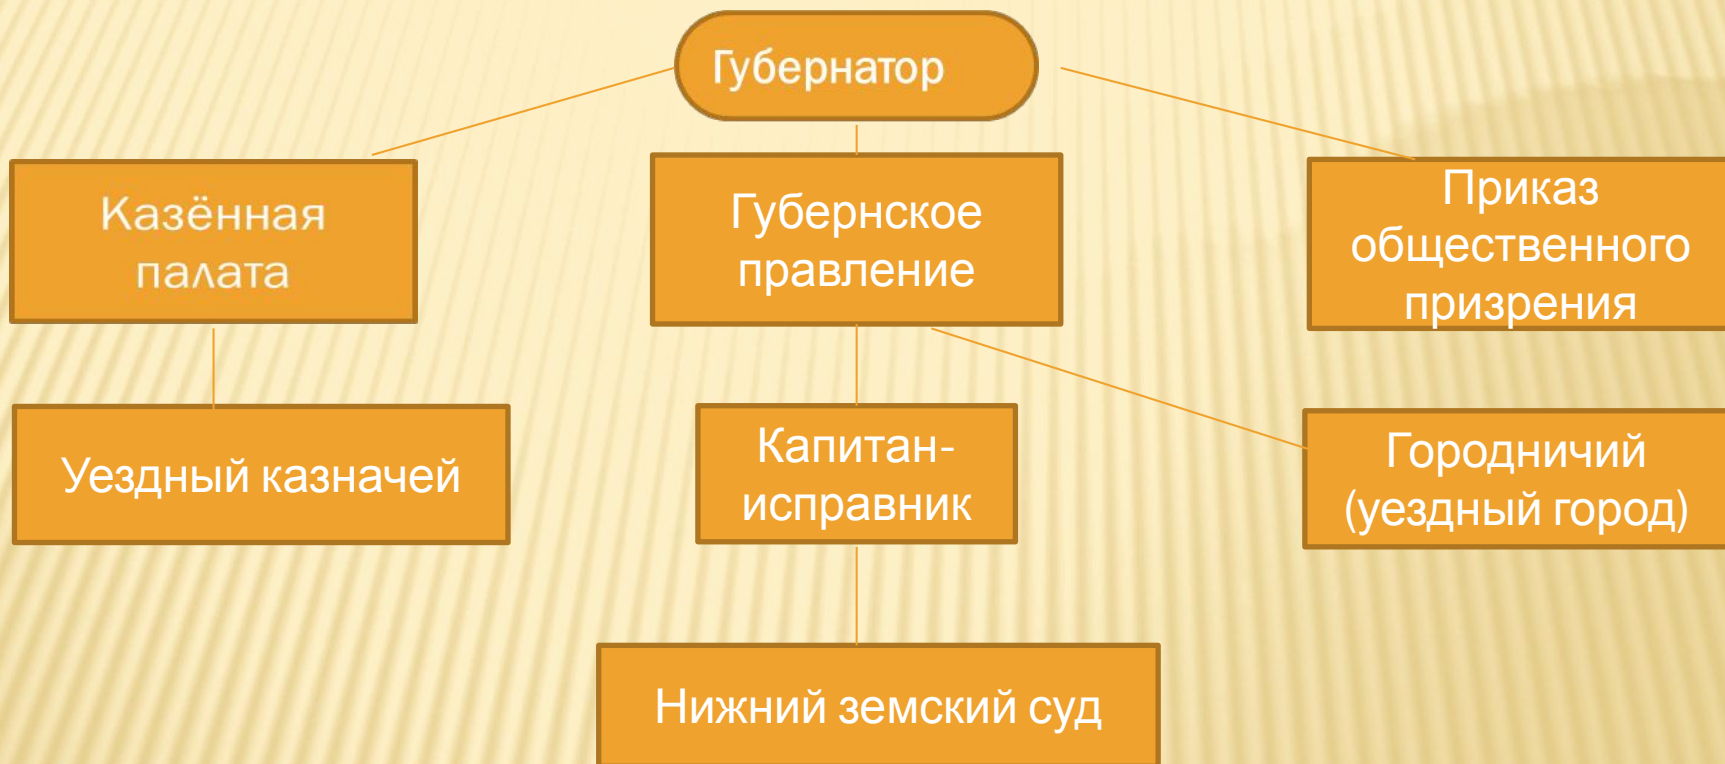 Губернатор
Казённая
палата
Губернское
правление
Приказ
общественного
призрения
Уездный казначей
Капитан-
исправник
Городничий
(уездный город)
Нижний земский суд